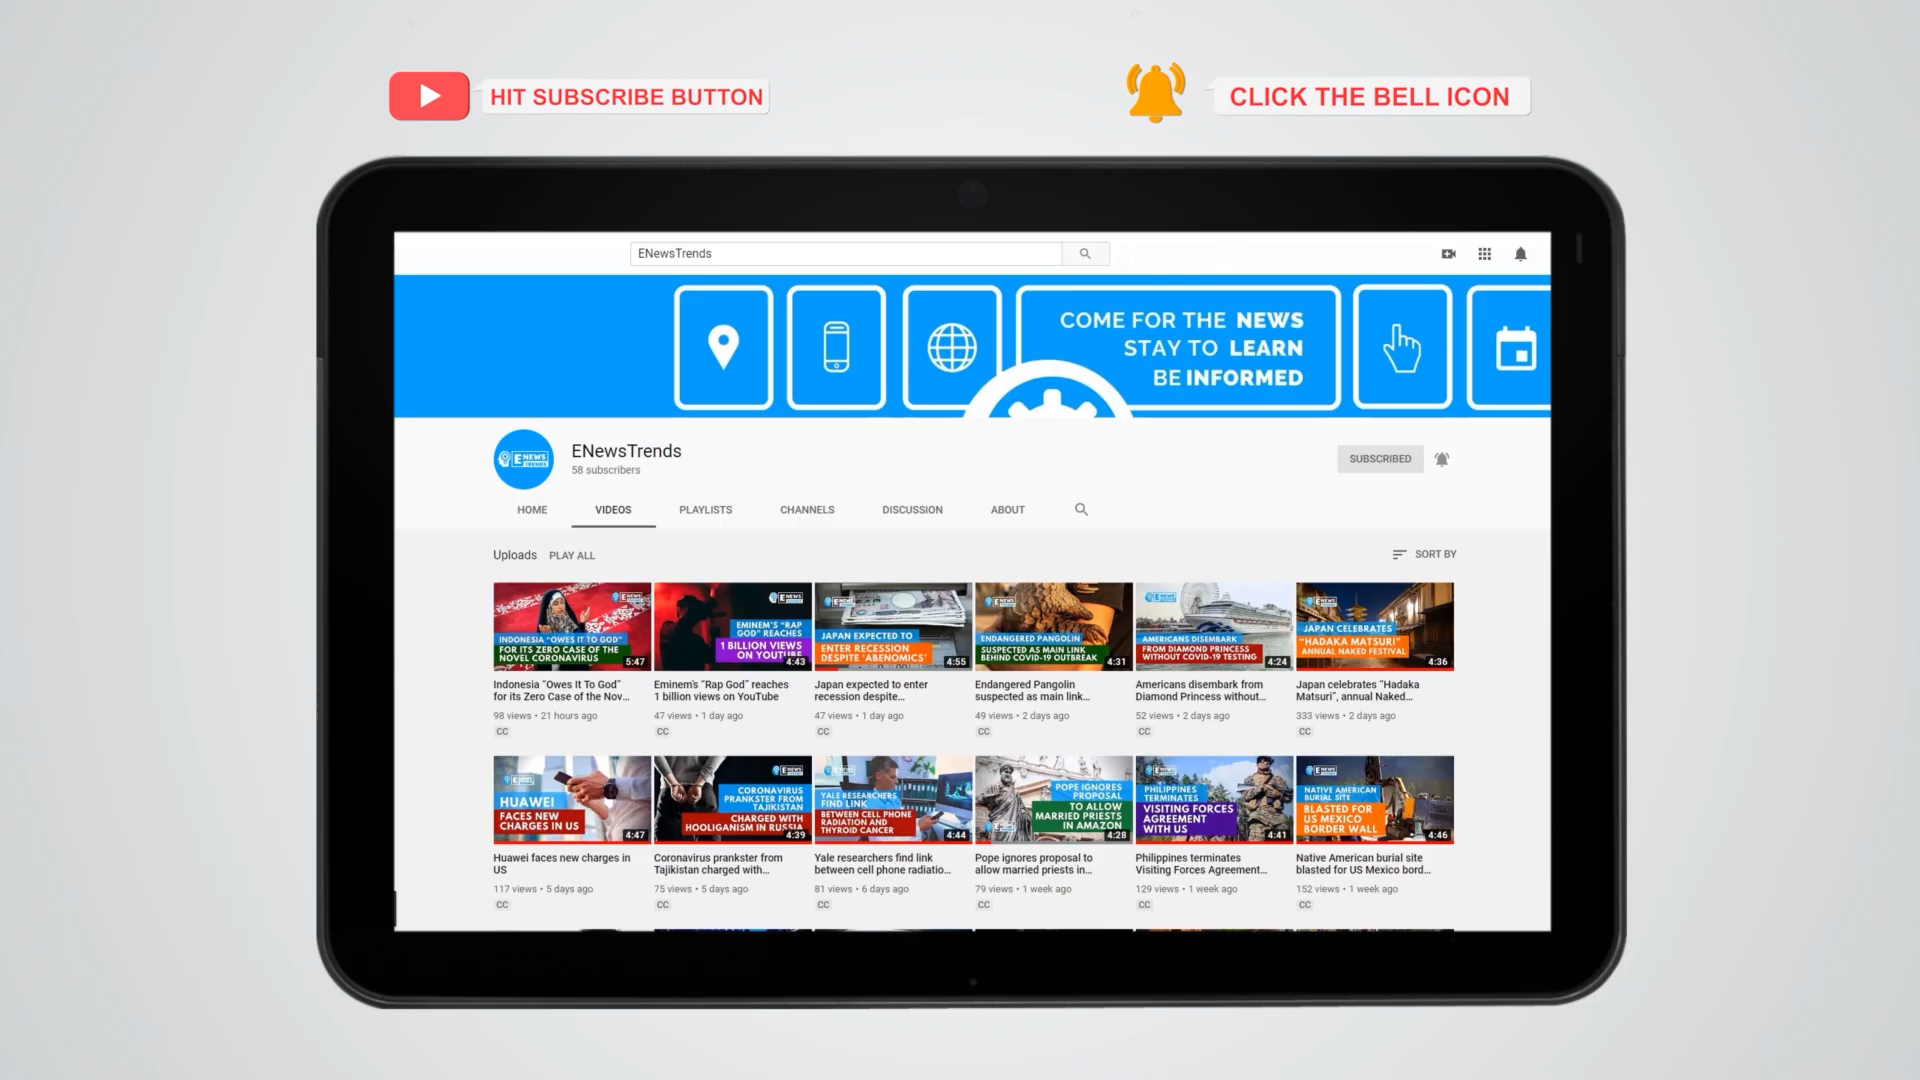 HIT SUBSCRIBE BUTTON
CLICK THE BELL ICON
ENewsTrends
COME FOR THE NEWS
STAY TO LEARN
BE INFORMED
E NEWS
TRENDS
ENewsTrends
58 subscribers
SUBSCRIBED
HOME VIDEOS PLAYLISTS CHANNELS DISCUSSION ABOUT
Uploads PLAY ALL
SORT BY
INDONESIA "OWES IT TO GOD"
FOR ITS ZERO CASE OF THE
NOVEL CORONAVIRUS
5:47
Indonesia "Owes It To God"
for its Zero Case of the Nov...
98 views • 21 hours ago
CC
EMINEM'S "RAP
GOD" REACHES
1 BILLION VIEWS
ON YOUTUBE
4:43
Eminem's "Rap God" reaches
1 billion views on YouTube
47 views • 1 day ago
CC
JAPAN EXPECTED TO
ENTER RECESSION
DESPITE 'ABENOMICS'
4:55
Japan expected to enter
recession despite...
47 views • 1 day ago
CC
ENDANGERED PANGOLIN
SUSPECTED AS MAIN LINK
BEHIND COVID-19 OUTBREAK
4:31
Endangered Pangolin
suspected as main link...
49 views • 2 days ago
CC
AMERICANS DISEMBARK
FROM DIAMOND PRINCESS
WITHOUT COVID-19 TESTING
4:24
Americans disembark from
Diamond Princess without...
52 views • 2 days ago
CC
JAPAN CELEBRATES
"HADAKA MATSURI"
ANNUAL NAKED FESTIVAL
4:36
Japan celebrates "Hadaka
Matsuri", annual Naked...
333 views • 2 days ago
CC
HUAWEI
FACES NEW
CHARGES IN US
4:47
Huawei faces new charges in
US
117 views • 5 days ago
CC
CORONAVIRUS
PRANKSTER FROM
TAJIKISTAN
CHARGED WITH
HOOLIGANISM IN RUSSIA
4:39
Coronavirus prankster from
Tajikistan charged with...
75 views • 5 days ago
CC
YALE RESEARCHERS
FIND LINK
BETWEEN CELL PHONE
RADIATION AND
THYROID CANCER
4:44
Yale researchers find link
between cell phone radiatio...
81 views • 6 days ago
CC
POPE IGNORES
PROPOSAL
TO ALLOW
MARRIED PRIESTS
IN AMAZON
4:28
Pope ignores proposal to
allow married priests in...
79 views • 1 week ago
CC
PHILIPPINES
TERMINATES
VISITING FORCES
AGREEMENT
WITH US
4:41
Philippines terminates
Visiting Forces Agreement...
129 views • 1 week ago
CC
NATIVE AMERICAN
BURIAL SITE
BLASTED FOR
US MEXICO
BORDER WALL
4:46
Native American burial site
blasted for US Mexico bord...
152 views • 1 week ago
CC